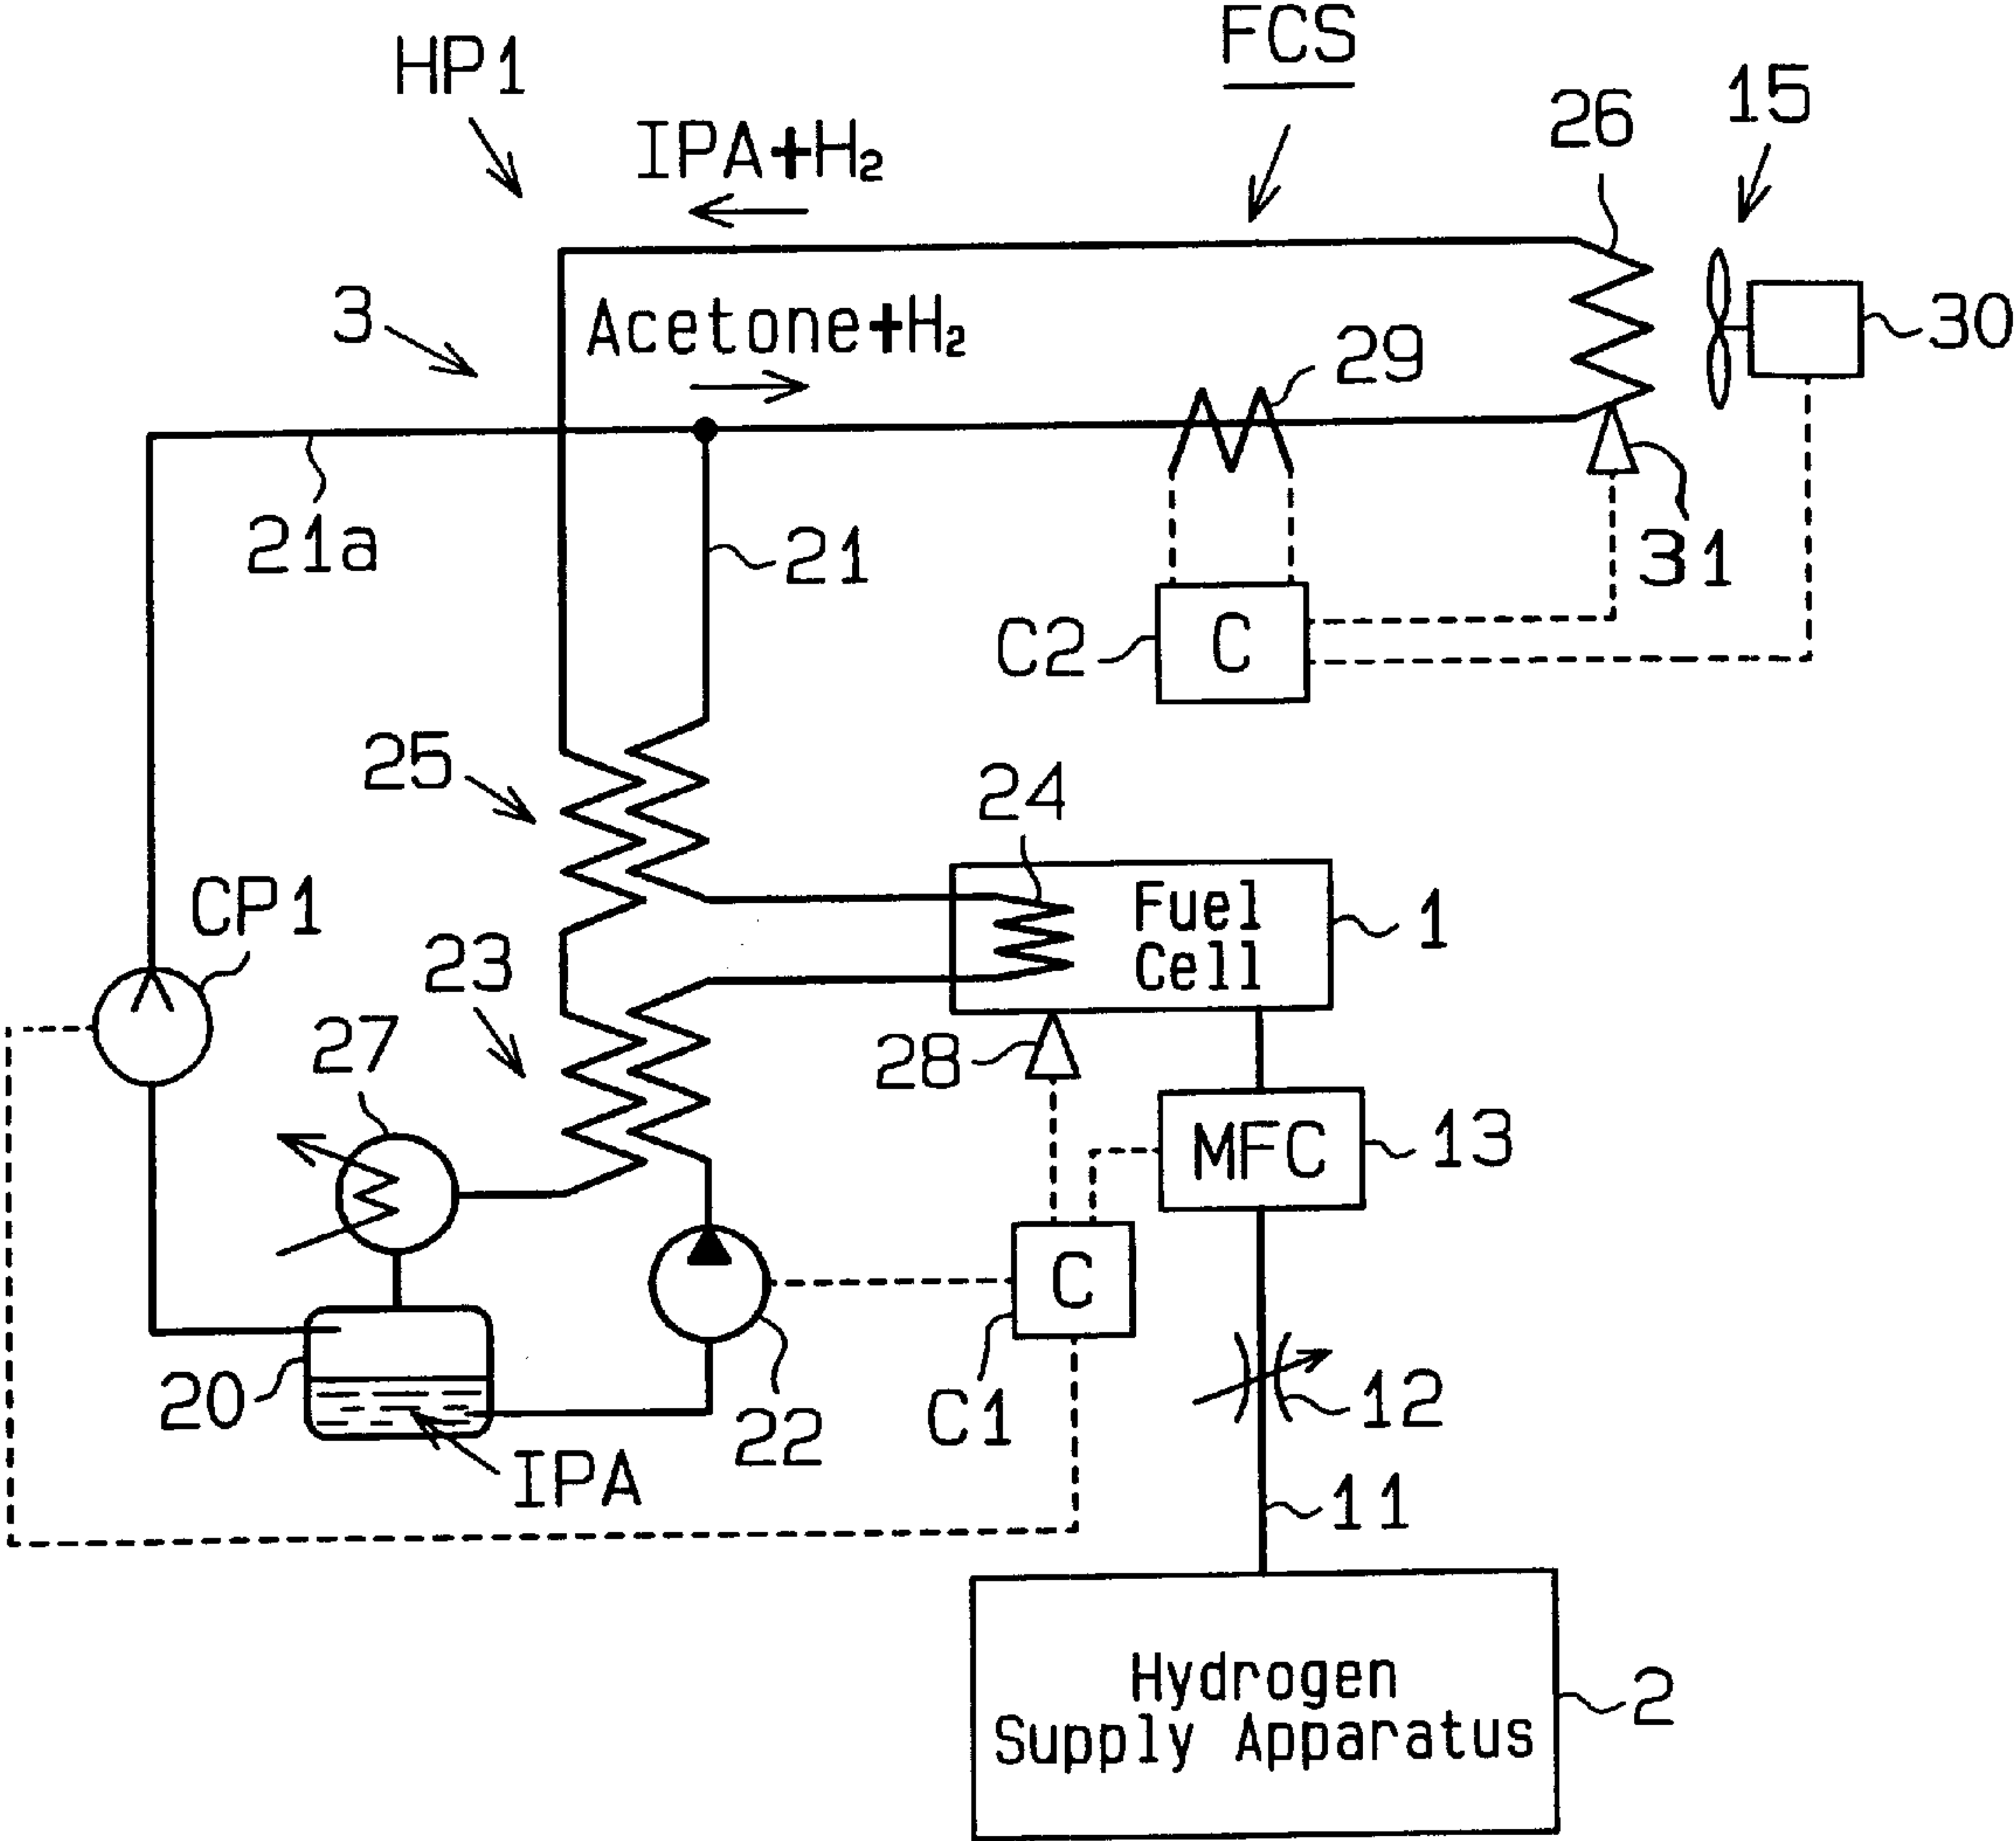 FCS
HP1
15
26
IPA+H₂
3
Acetone+H₂
30
29
21a
21
31
C2
C
25
24
CP1
Fuel
Cell
1
23
27
28
MFC
13
C
20
22
C1
12
IPA
11
Hydrogen
Supply Apparatus
2